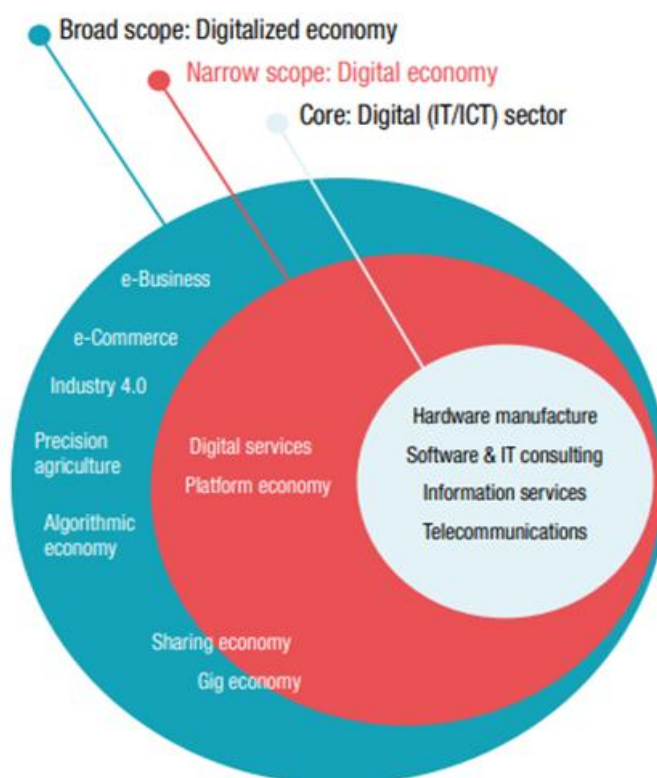 Broad scope: Digitalized economy
Narrow scope: Digital economy
Core: Digital (IT/ICT) sector
e-Business
e-Commerce
Industry 4.0
Precision
agriculture
Algorithmic
economy
Digital services
Platform economy
Sharing economy
Gig economy
Hardware manufacture
Software & IT consulting
Information services
Telecommunications